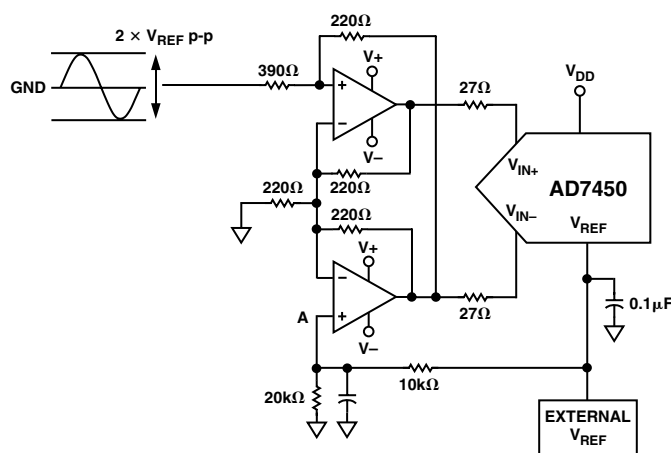 220Ω
2 × VREF p-p
V+
390Ω
27Ω
VDD
GND
+
−
V–
VIN+
AD7450
220Ω
220Ω
VIN–
220Ω
VREF
V+
−
A
+
27Ω
0.1µF
V–
20kΩ
10kΩ
EXTERNAL
VREF